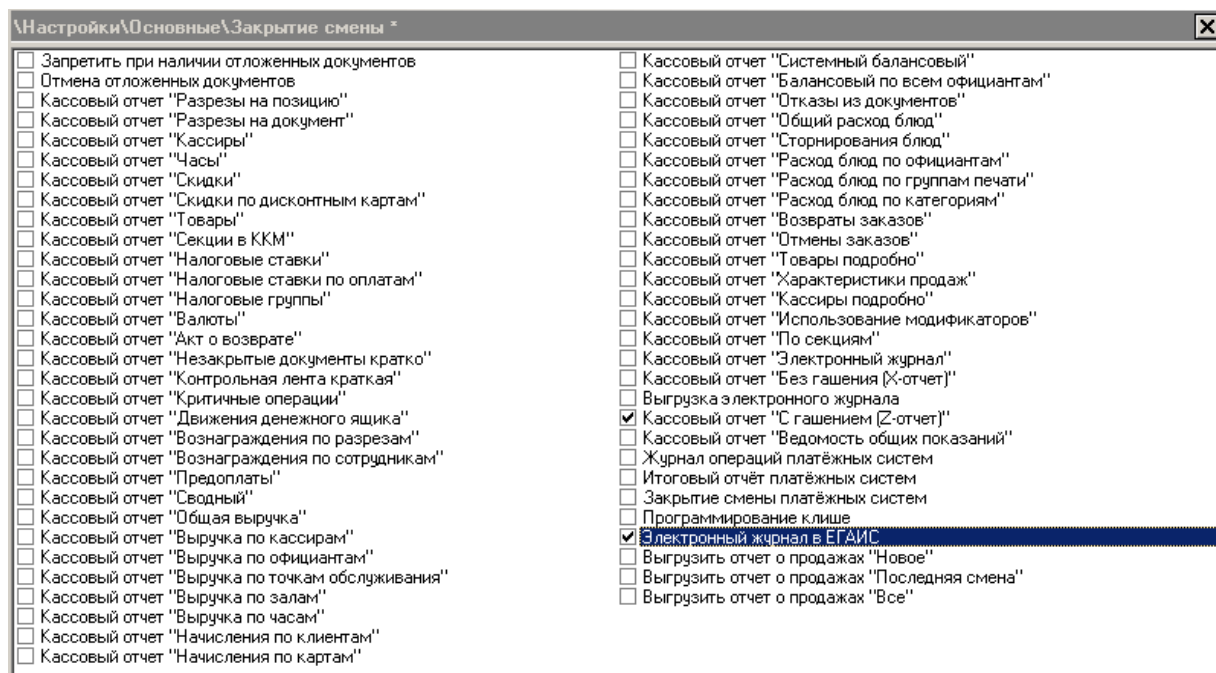 \Настройки\Основные\Закрытие смены *
Запретить при наличии отложенных документов
Отмена отложенных документов
Кассовый отчет "Разрезы на позицию"
Кассовый отчет "Разрезы на документ"
Кассовый отчет "Кассиры"
Кассовый отчет "Часы"
Кассовый отчет "Скидки"
Кассовый отчет "Скидки по дисконтным картам"
Кассовый отчет "Товары"
Кассовый отчет "Секции в ККМ"
Кассовый отчет "Налоговые ставки"
Кассовый отчет "Налоговые ставки по оплатам"
Кассовый отчет "Налоговые группы"
Кассовый отчет "Валюты"
Кассовый отчет "Акт о возврате"
Кассовый отчет "Незакрытые документы кратко"
Кассовый отчет "Контрольная лента краткая"
Кассовый отчет "Критичные операции"
Кассовый отчет "Движения денежного ящика"
Кассовый отчет "Вознаграждения по разрезам"
Кассовый отчет "Вознаграждения по сотрудникам"
Кассовый отчет "Предоплаты"
Кассовый отчет "Сводный"
Кассовый отчет "Общая выручка"
Кассовый отчет "Выручка по кассирам"
Кассовый отчет "Выручка по официантам"
Кассовый отчет "Выручка по точкам обслуживания"
Кассовый отчет "Выручка по залам"
Кассовый отчет "Выручка по часам"
Кассовый отчет "Начисления по клиентам"
Кассовый отчет "Начисления по картам"
Кассовый отчет "Системный балансовый"
Кассовый отчет "Балансовый по всем официантам"
Кассовый отчет "Отказы из документов"
Кассовый отчет "Общий расход блюд"
Кассовый отчет "Сторнирования блюд"
Кассовый отчет "Расход блюд по официантам"
Кассовый отчет "Расход блюд по группам печати"
Кассовый отчет "Расход блюд по категориям"
Кассовый отчет "Возвраты заказов"
Кассовый отчет "Отмены заказов"
Кассовый отчет "Товары подробно"
Кассовый отчет "Характеристики продаж"
Кассовый отчет "Кассиры подробно"
Кассовый отчет "Использование модификаторов"
Кассовый отчет "По секциям"
Кассовый отчет "Электронный журнал"
Кассовый отчет "Без гашения (X-отчет)"
Выгрузка электронного журнала
Кассовый отчет "С гашением (Z-отчет)"
Кассовый отчет "Ведомость общих показаний"
Журнал операций платёжных систем
Итоговый отчёт платёжных систем
Закрытие смены платёжных систем
Программирование клише
Электронный журнал в ЕГАИС
Выгрузить отчет о продажах "Новое"
Выгрузить отчет о продажах "Последняя смена"
Выгрузить отчет о продажах "Все"